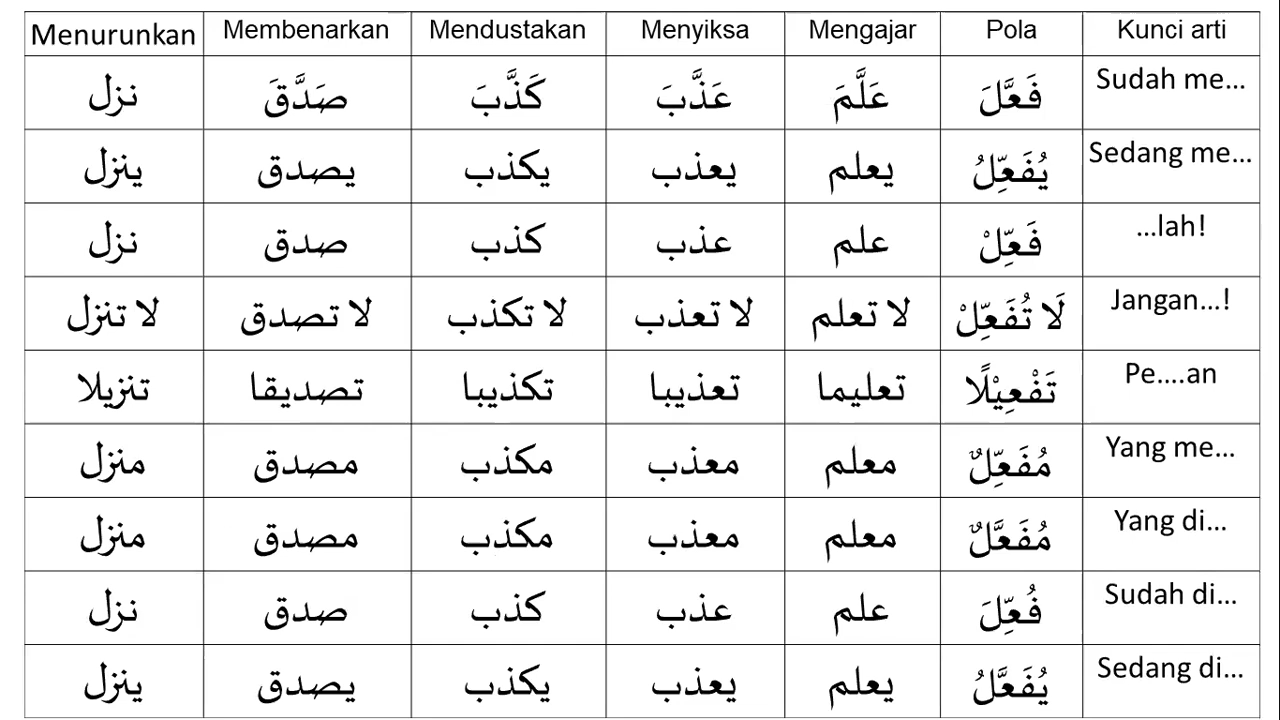 Menurunkan Membenarkan Mendustakan Menyiksa Mengajar Pola Kunci arti
نزل صَدَّقَ كَذَّبَ عَذَّبَ عَلَّمَ فَعَّلَ Sudah me...
ينزل يصدق يكذب يعذب يعلم يُفَعِّلُ Sedang me...
نزل صدق كذب عذب علم فَعِّلْ ...lah!
لا تنزل لا تصدق لا تكذب لا تعذب لا تعلم لَا تُفَعِّلْ Jangan...!
تنزيلا تصديقا تكذيبا تعذيبا تعليما تَفْعِيْلًا Pe....an
منزل مصدق مكذب معذب معلم مُفَعِّلٌ Yang me...
منزل مصدق مكذب معذب معلم مُفَعَّلٌ Yang di...
نزل صدق كذب عذب علم فُعِّلَ Sudah di...
ينزل يصدق يكذب يعذب يعلم يُفَعَّلُ Sedang di...